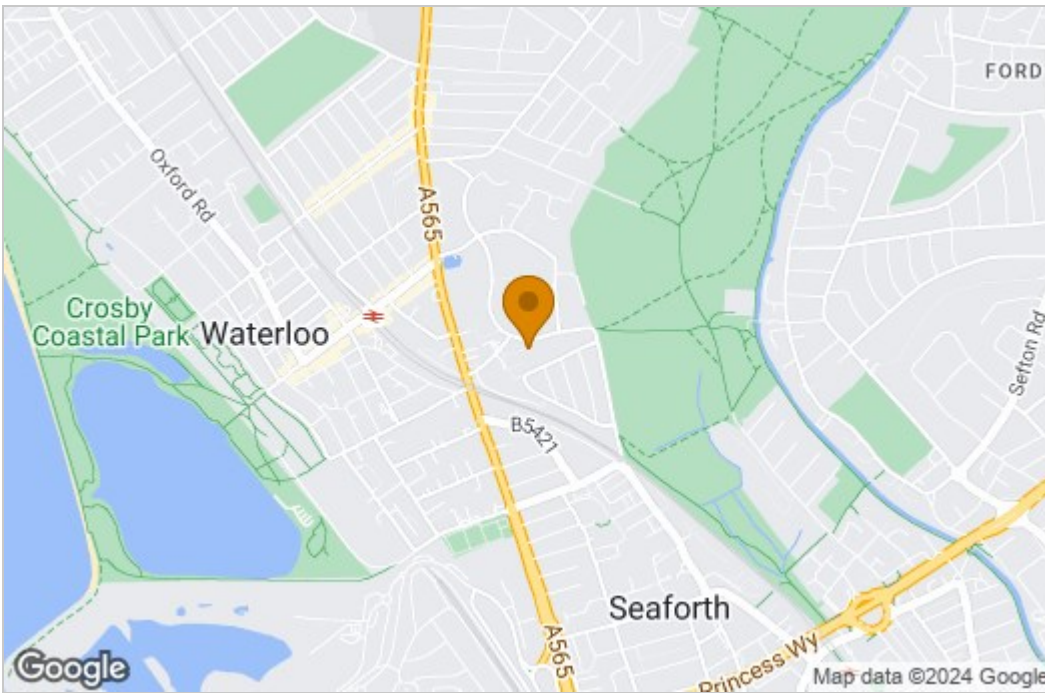 FORD
Oxford Rd
A565
Crosby
Coastal Park
Waterloo
Sefton Rd
B5421
Seaforth
A565
Princess Wy
Google
Map data ©2024 Google